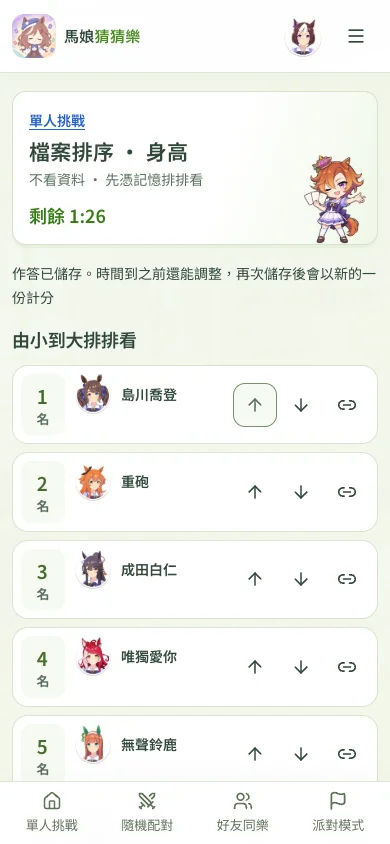 馬娘猜猜樂
單人挑戰
檔案排序 · 身高
不看資料 · 先憑記憶排排看
剩餘 1:26
作答已儲存。時間到之前還能調整，再次儲存後會以新的一
份計分
由小到大排排看
1
名
島川喬登
2
名
重砲
3
名
成田白仁
4
名
唯獨愛你
5
名
無聲鈴鹿
單人挑戰
隨機配對
好友同樂
派對模式